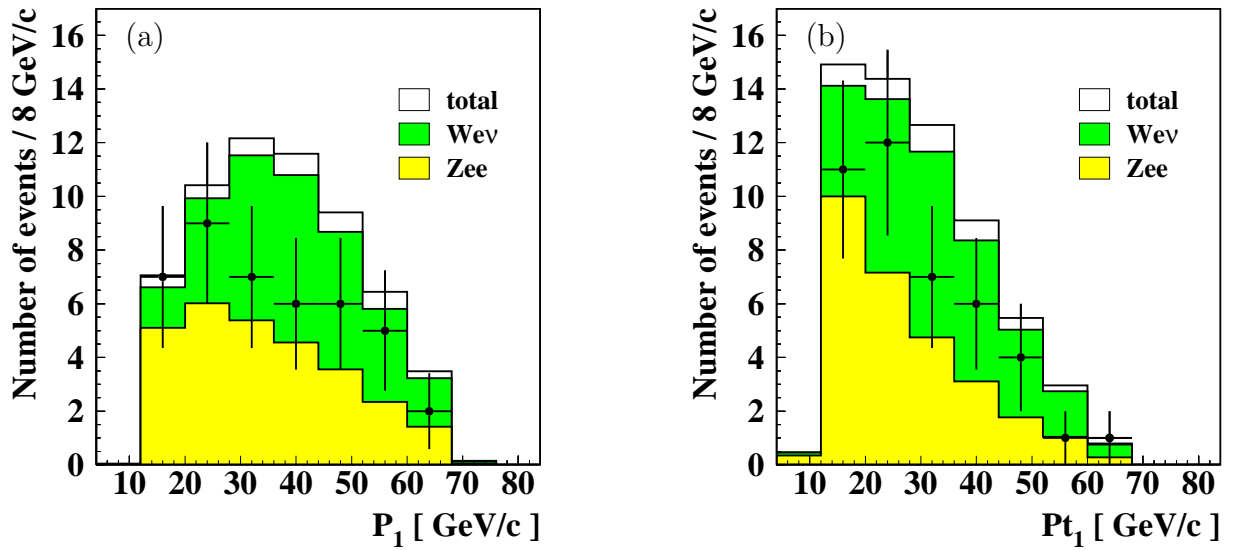 Number of events / 8 GeV/c
(a)
total
Weν
Zee
16
14
12
10
8
6
4
2
0
10 20 30 40 50 60 70 80
P1 [ GeV/c ]
Number of events / 8 GeV/c
(b)
total
Weν
Zee
16
14
12
10
8
6
4
2
0
10 20 30 40 50 60 70 80
Pt1 [ GeV/c ]